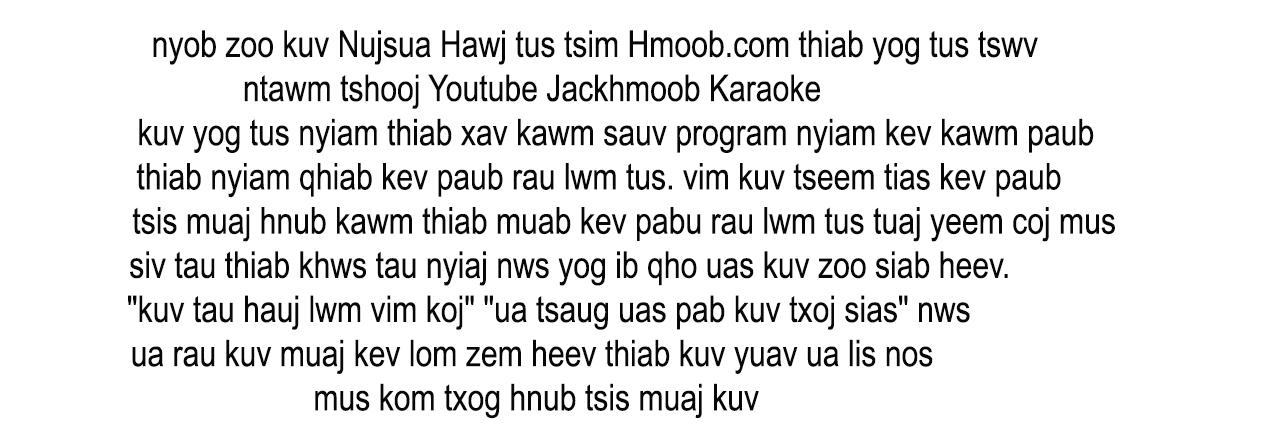 nyob zoo kuv Nujsua Hawj tus tsim Hmoob.com thiab yog tus tswv
ntawm tshooj Youtube Jackhmoob Karaoke
kuv yog tus nyiam thiab xav kawm sauv program nyiam kev kawm paub
thiab nyiam qhiab kev paub rau lwm tus. vim kuv tseem tias kev paub
tsis muaj hnub kawm thiab muab kev pabu rau lwm tus tuaj yeem coj mus
siv tau thiab khws tau nyiaj nws yog ib qho uas kuv zoo siab heev.
"kuv tau hauj lwm vim koj" "ua tsaug uas pab kuv txoj sias" nws
ua rau kuv muaj kev lom zem heev thiab kuv yuav ua lis nos
mus kom txog hnub tsis muaj kuv